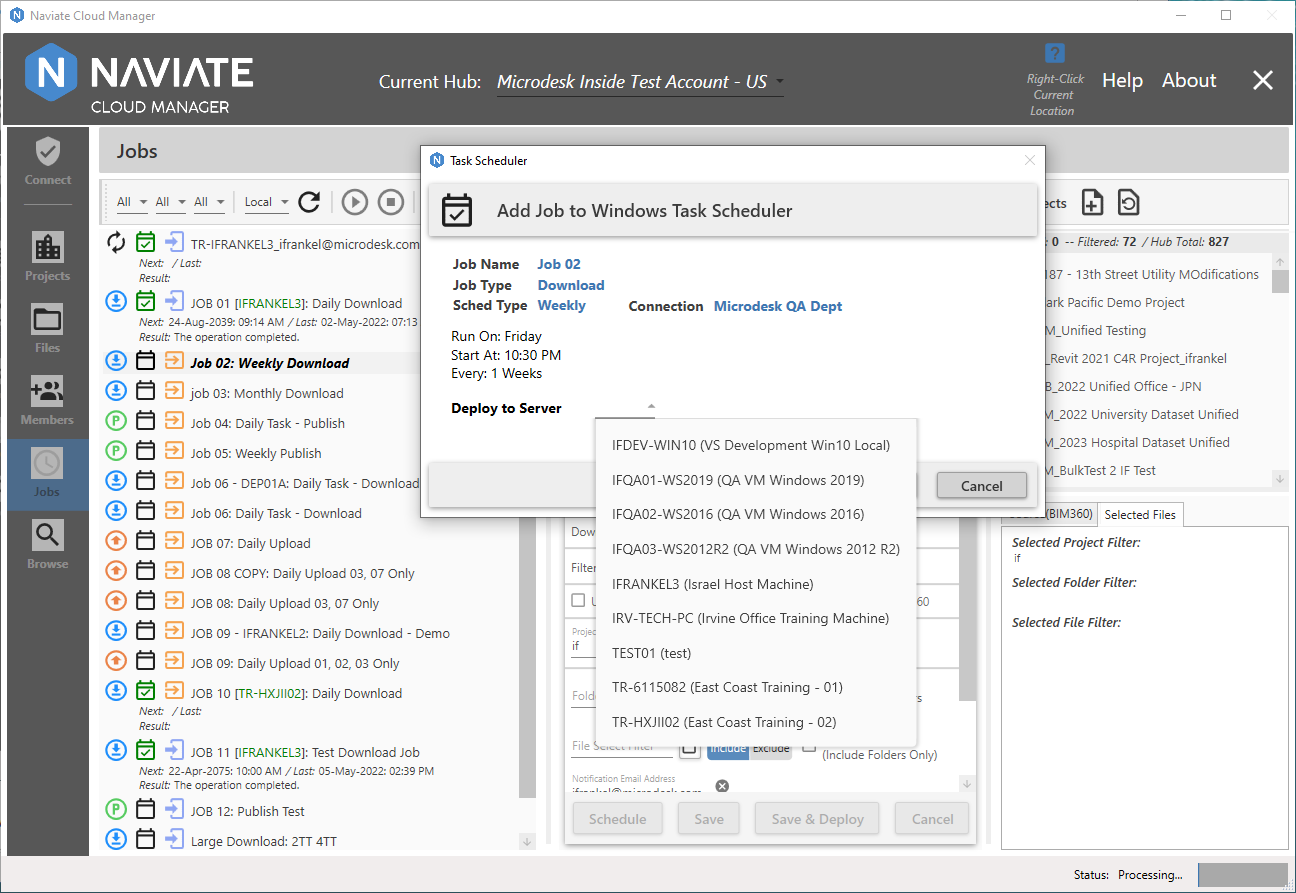 Naviate Cloud Manager
NAVIATE
CLOUD MANAGER
Current Hub: Microdesk Inside Test Account - US
?
Right-Click
Current
Location
Help About
Connect
Projects
Files
Members
Jobs
Browse
Jobs
All All All Local
TR-IFRANKEL3_ifrankel@microdesk.com
Next: / Last:
Result:
JOB 01 [IFRANKEL3]: Daily Download
Next: 24-Aug-2039: 09:14 AM / Last: 02-May-2022: 07:13
Result: The operation completed.
Job 02: Weekly Download
job 03: Monthly Download
Job 04: Daily Task - Publish
Job 05: Weekly Publish
Job 06 - DEP01A: Daily Task - Download
Job 06: Daily Task - Download
JOB 07: Daily Upload
JOB 08 COPY: Daily Upload 03, 07 Only
JOB 08: Daily Upload 03, 07 Only
JOB 09 - IFRANKEL2: Daily Download - Demo
JOB 09: Daily Upload 01, 02, 03 Only
JOB 10 [TR-HXJII02]: Daily Download
Next: / Last:
Result:
JOB 11 [IFRANKEL3]: Test Download Job
Next: 22-Apr-2075: 10:00 AM / Last: 05-May-2022: 02:39 PM
Result: The operation completed.
JOB 12: Publish Test
Large Download: 2TT 4TT
Task Scheduler
Add Job to Windows Task Scheduler
Job Name Job 02
Job Type Download
Sched Type Weekly Connection Microdesk QA Dept
Run On: Friday
Start At: 10:30 PM
Every: 1 Weeks
Deploy to Server
IFDEV-WIN10 (VS Development Win10 Local)
IFQA01-WS2019 (QA VM Windows 2019)
IFQA02-WS2016 (QA VM Windows 2016)
IFQA03-WS2012R2 (QA VM Windows 2012 R2)
IFRANKEL3 (Israel Host Machine)
IRV-TECH-PC (Irvine Office Training Machine)
TEST01 (test)
TR-6115082 (East Coast Training - 01)
TR-HXJII02 (East Coast Training - 02)
Cancel
Dow
Filter
U
60
Projec
if
Folde
s
File Select Filter
Include Exclude
(Include Folders Only)
Notification Email Address
ifrankel@microdesk.com
Schedule Save Save & Deploy Cancel
ects
: 0 -- Filtered: 72 / Hub Total: 827
187 - 13th Street Utility MOdifications
ark Pacific Demo Project
M_Unified Testing
_Revit 2021 C4R Project_ifrankel
B_2022 Unified Office - JPN
M_2022 University Dataset Unified
M_2023 Hospital Dataset Unified
M_BulkTest 2 IF Test
(BIM360) Selected Files
Selected Project Filter:
if
Selected Folder Filter:
Selected File Filter:
Status: Processing...